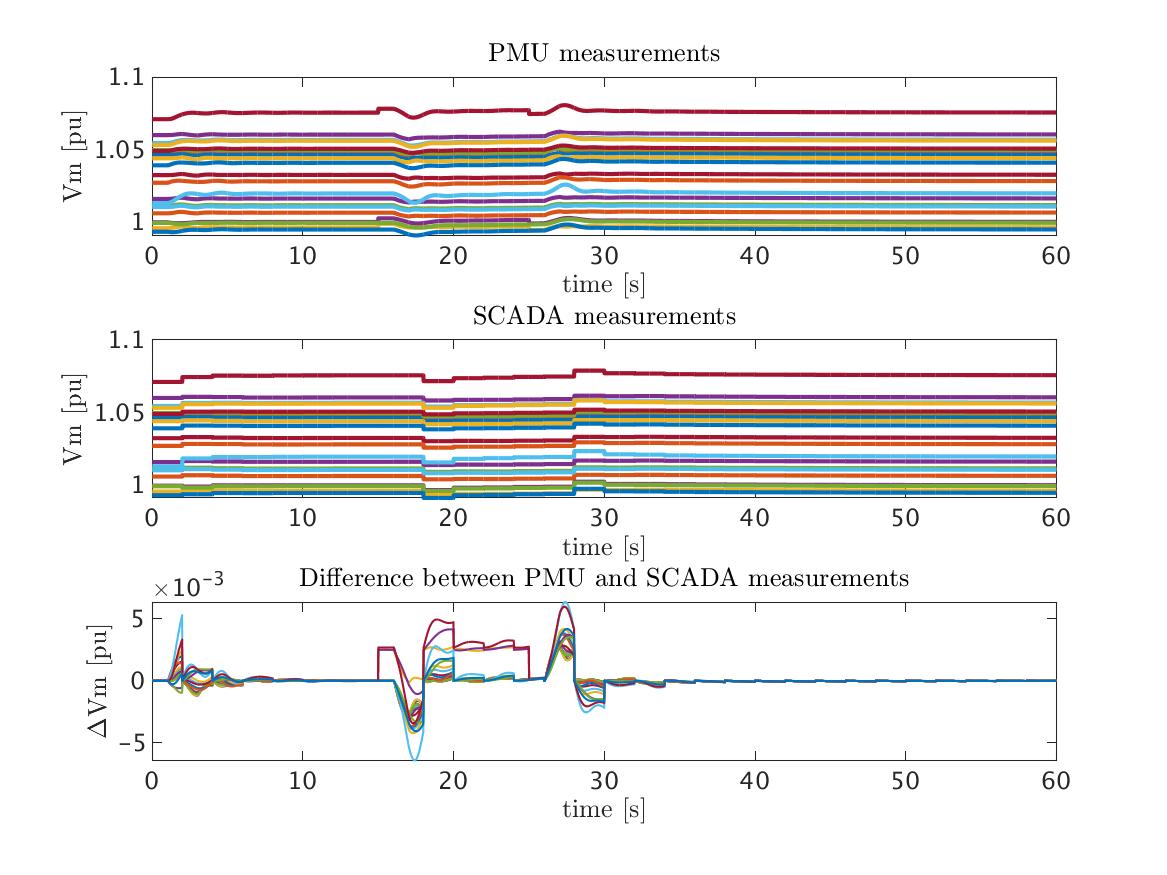 PMU measurements
1.1
1.05
1
Vm [pu]
0 10 20 30 40 50 60
time [s]
SCADA measurements
1.1
1.05
1
Vm [pu]
0 10 20 30 40 50 60
time [s]
×10⁻³ Difference between PMU and SCADA measurements
5
0
−5
ΔVm [pu]
0 10 20 30 40 50 60
time [s]